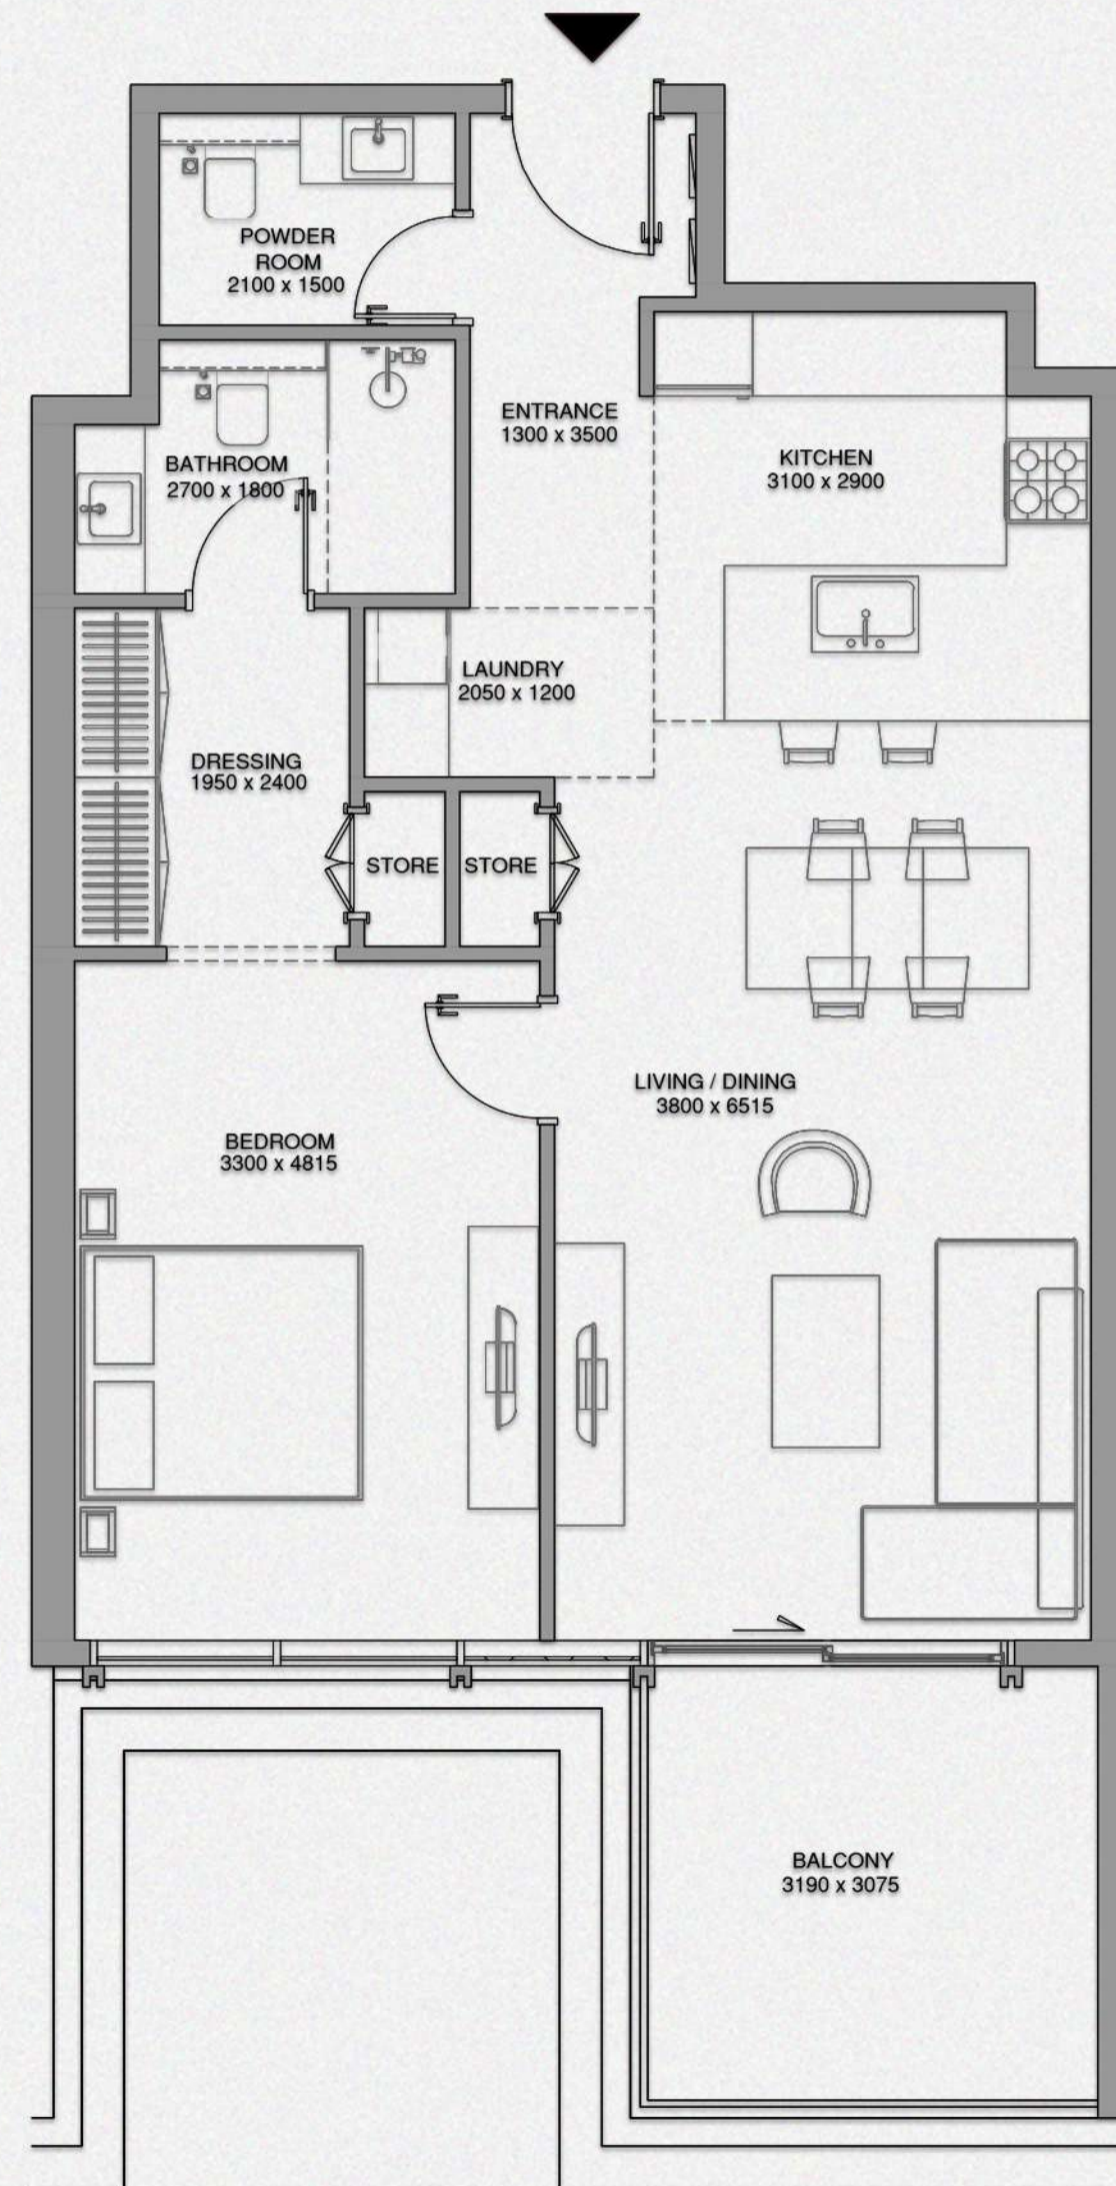 POWDER
ROOM
2100 x 1500
ENTRANCE
1300 x 3500
BATHROOM
2700 x 1800
KITCHEN
3100 x 2900
LAUNDRY
2050 x 1200
DRESSING
1950 x 2400
STORE
STORE
LIVING / DINING
3800 x 6515
BEDROOM
3300 x 4815
BALCONY
3190 x 3075